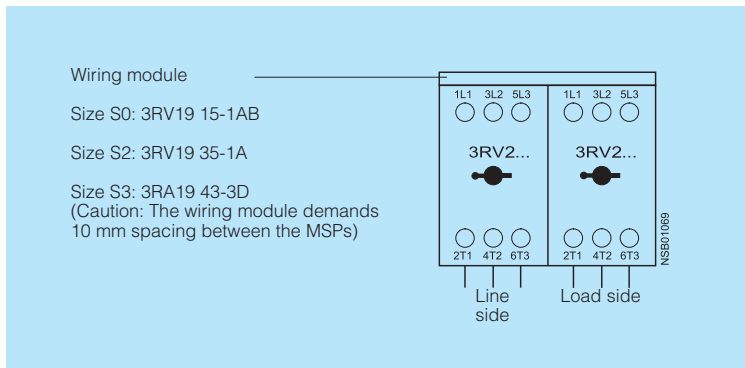 Wiring module
Size S0: 3RV19 15-1AB
Size S2: 3RV19 35-1A
Size S3: 3RA19 43-3D
(Caution: The wiring module demands
10 mm spacing between the MSPs)
1L1 3L2 5L3 1L1 3L2 5L3
3RV2... 3RV2...
2T1 4T2 6T3 2T1 4T2 6T3
Line
side
Load side
NSB01069